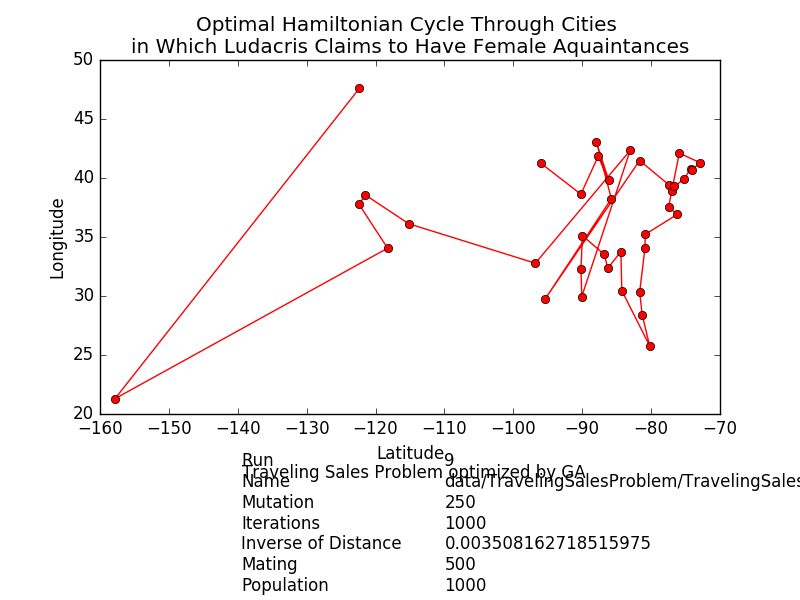 Optimal Hamiltonian Cycle Through Cities
in Which Ludacris Claims to Have Female Aquaintances
50
45
40
35
30
25
20
Longitude
−160 −150 −140 −130 −120 −110 −100 −90 −80 −70
Latitude
Run 9
Traveling Sales Problem optimized by GA
Name data/TravelingSalesProblem/TravelingSales
Mutation 250
Iterations 1000
Inverse of Distance 0.003508162718515975
Mating 500
Population 1000